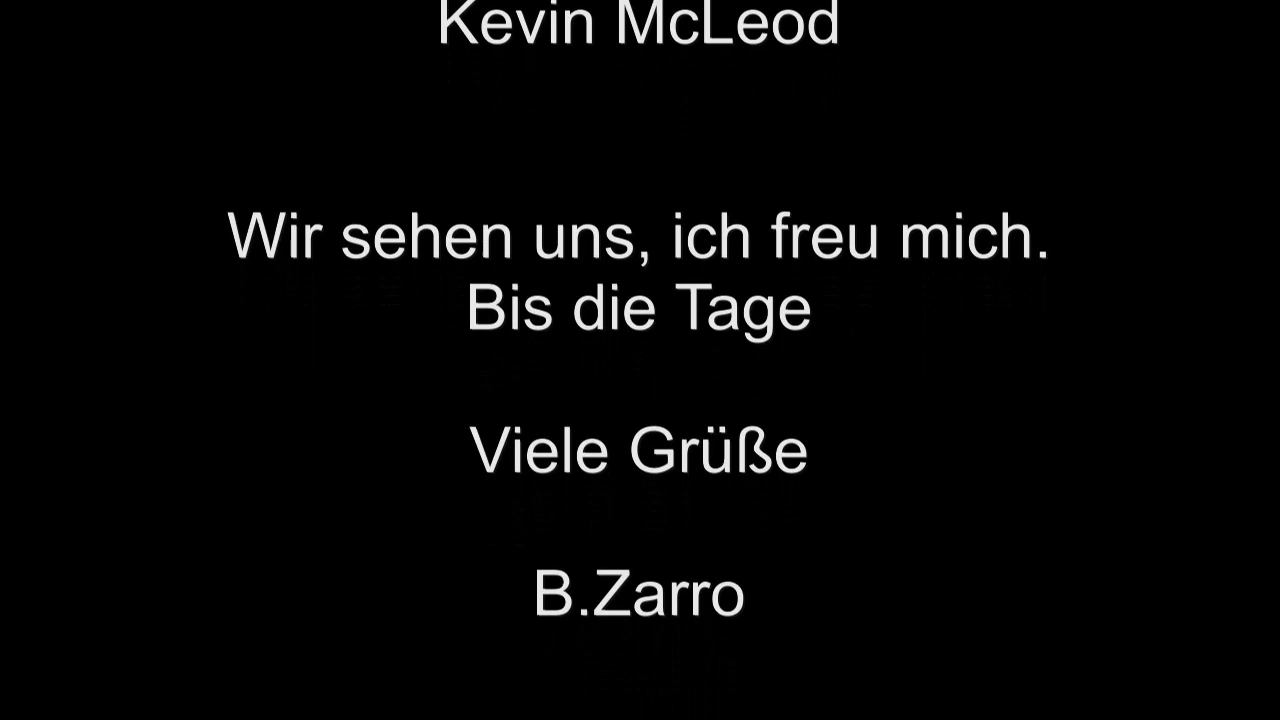 Kevin McLeod
Wir sehen uns, ich freu mich.
Bis die Tage
Viele Grüße
B.Zarro